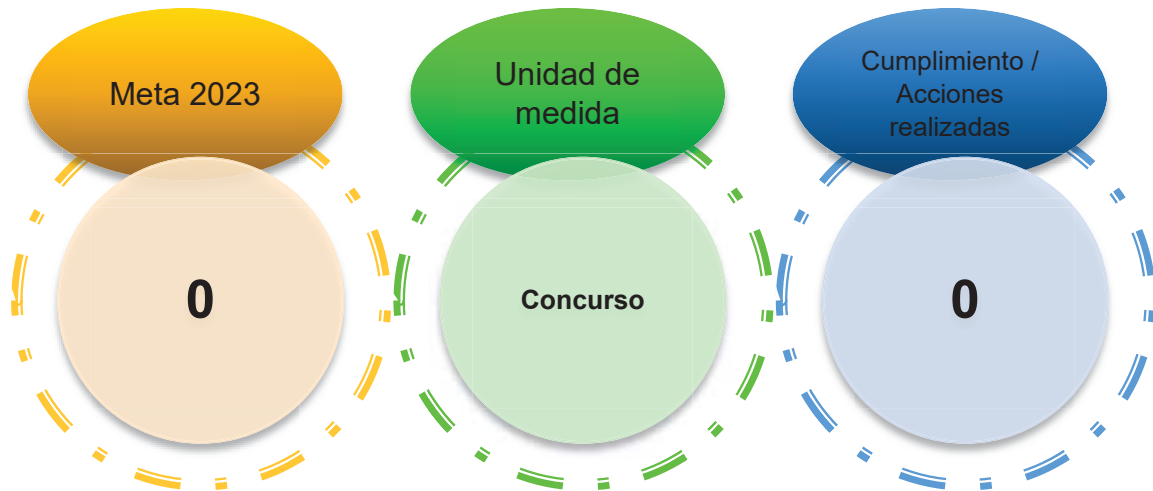 Meta 2023
Unidad de
medida
Cumplimiento /
Acciones
realizadas
0
Concurso
0